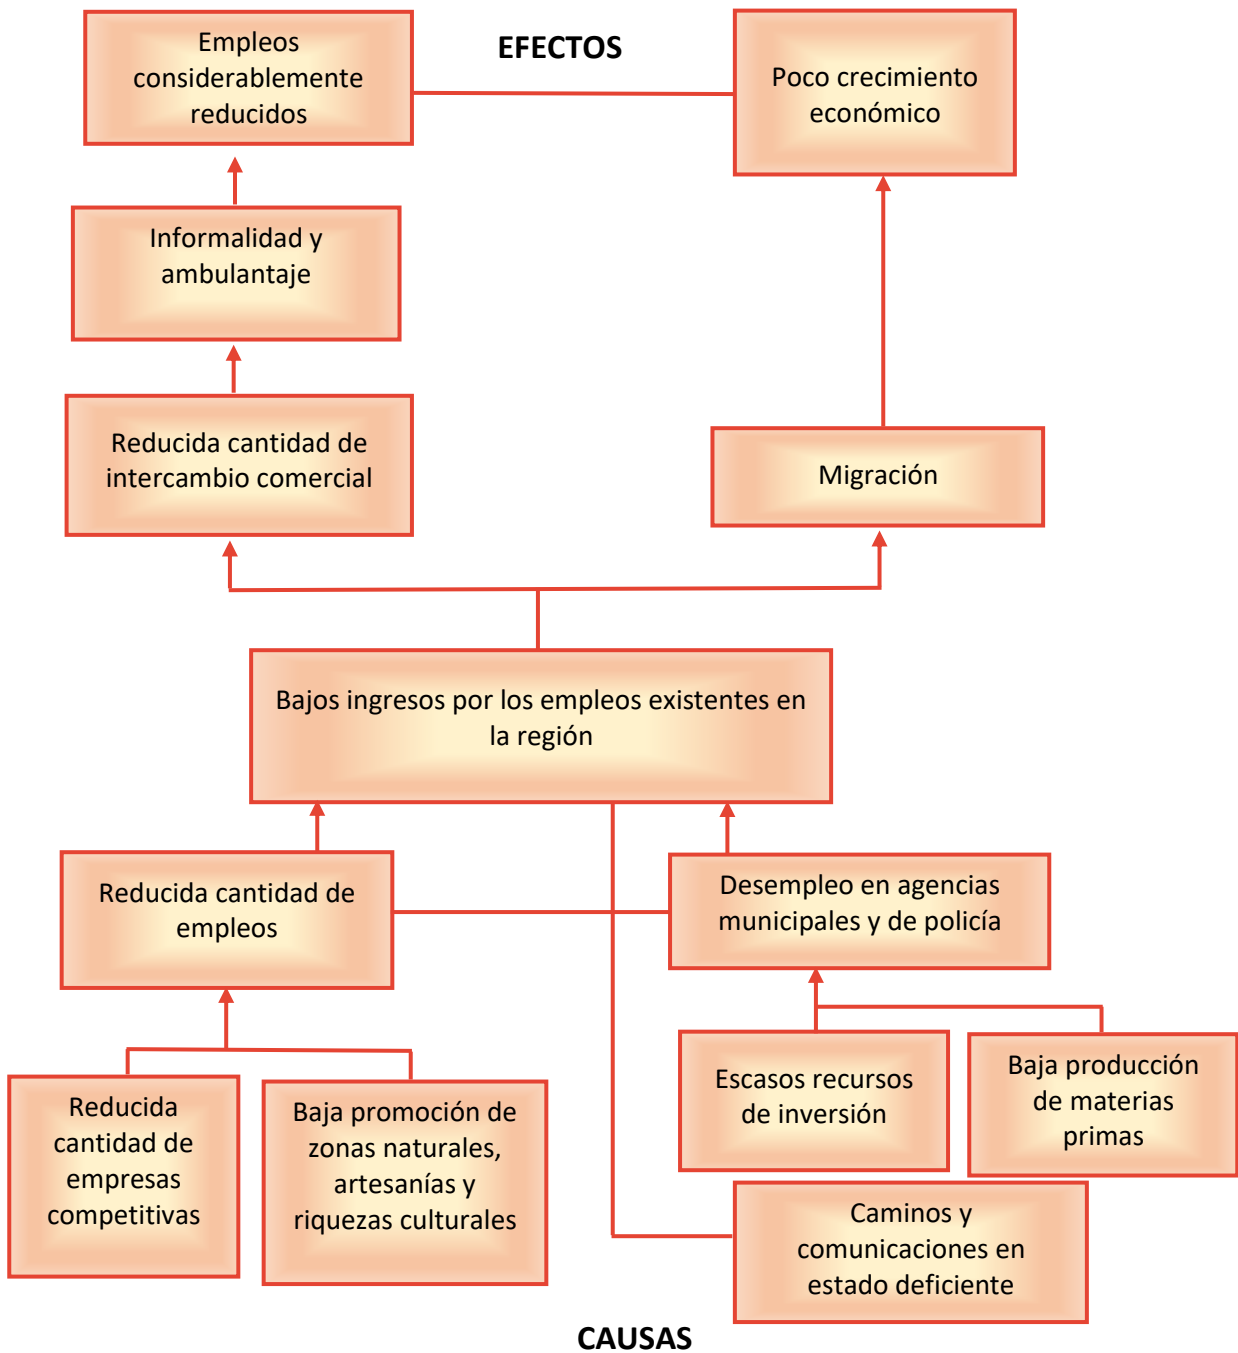 EFECTOS
Empleos
considerablemente
reducidos
Poco crecimiento
económico
Informalidad y
ambulantaje
Reducida cantidad de
intercambio comercial
Migración
Bajos ingresos por los empleos existentes en
la región
Reducida cantidad de
empleos
Desempleo en agencias
municipales y de policía
Reducida
cantidad de
empresas
competitivas
Baja promoción de
zonas naturales,
artesanías y
riquezas culturales
Escasos recursos
de inversión
Baja producción
de materias
primas
Caminos y
comunicaciones en
estado deficiente
CAUSAS